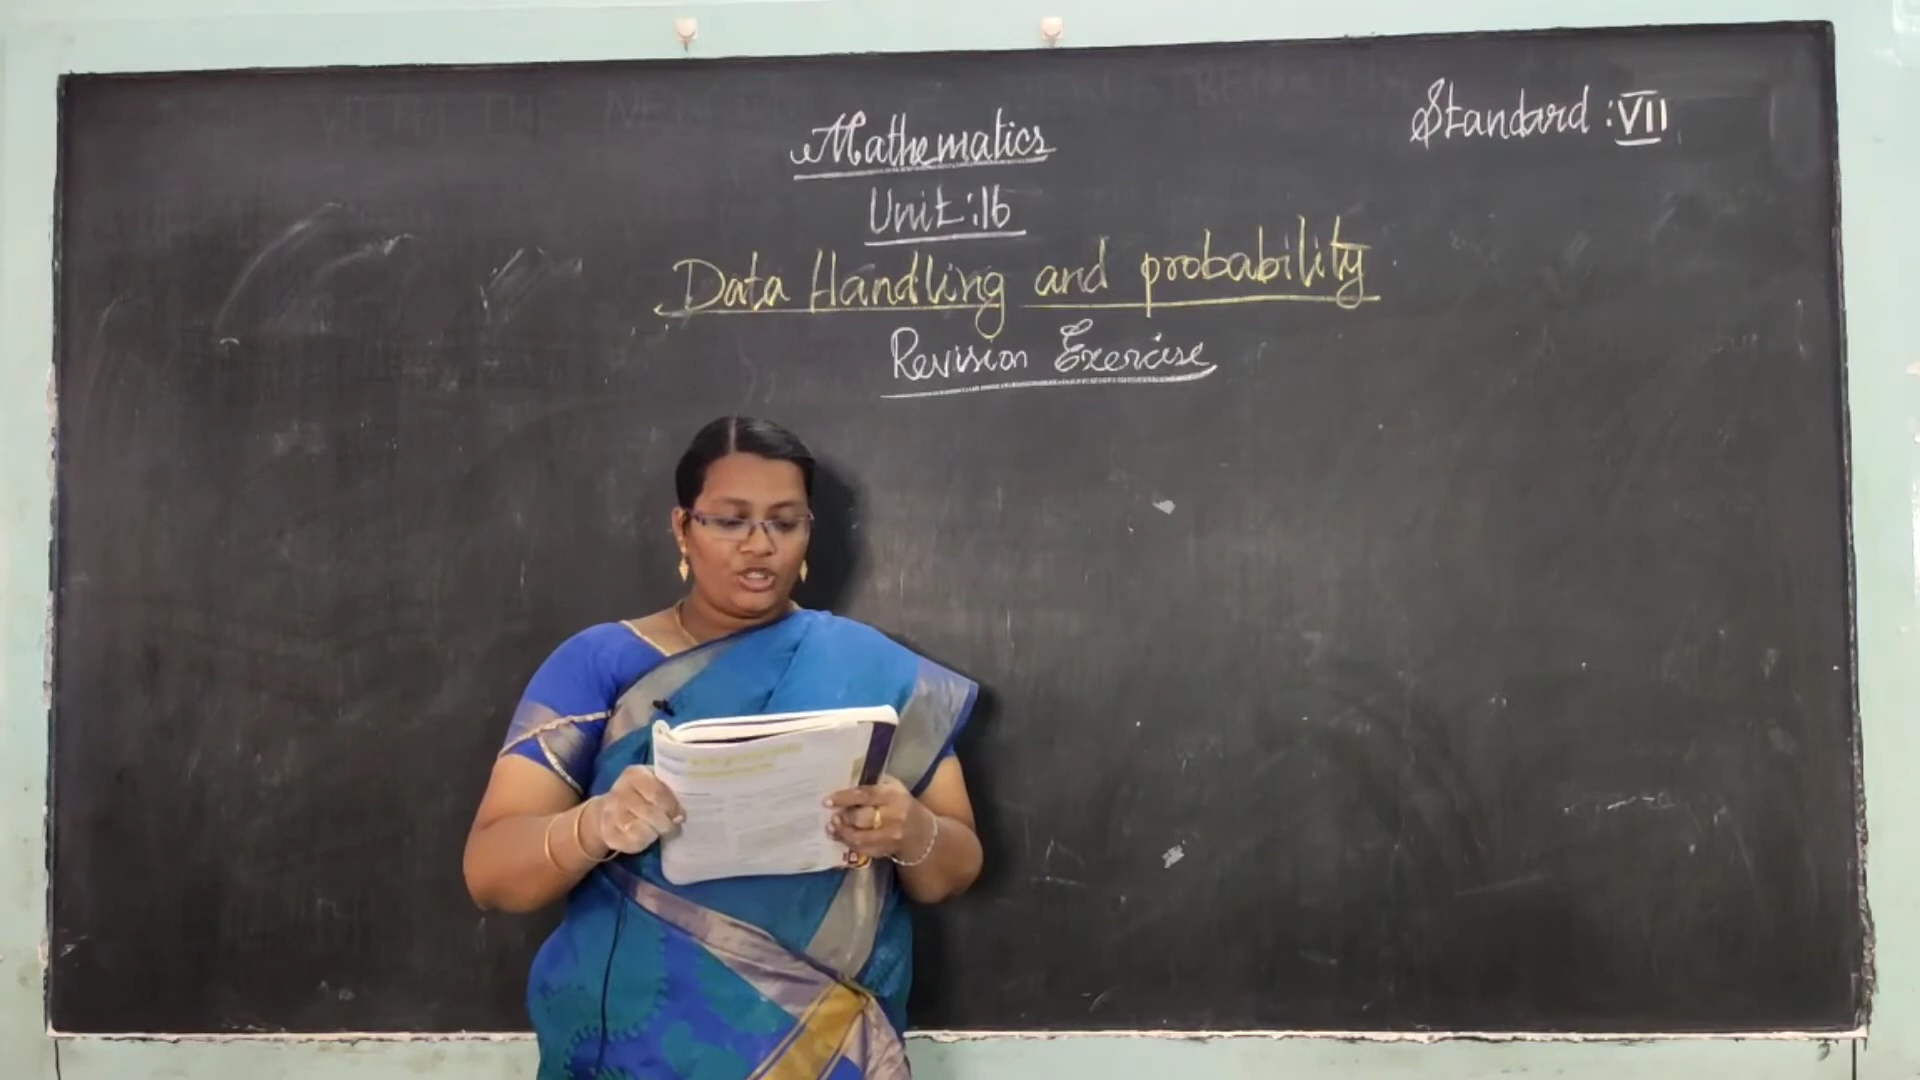 Standard : VII
Mathematics
Unit : 16
Data Handling and probability
Revision Exercise